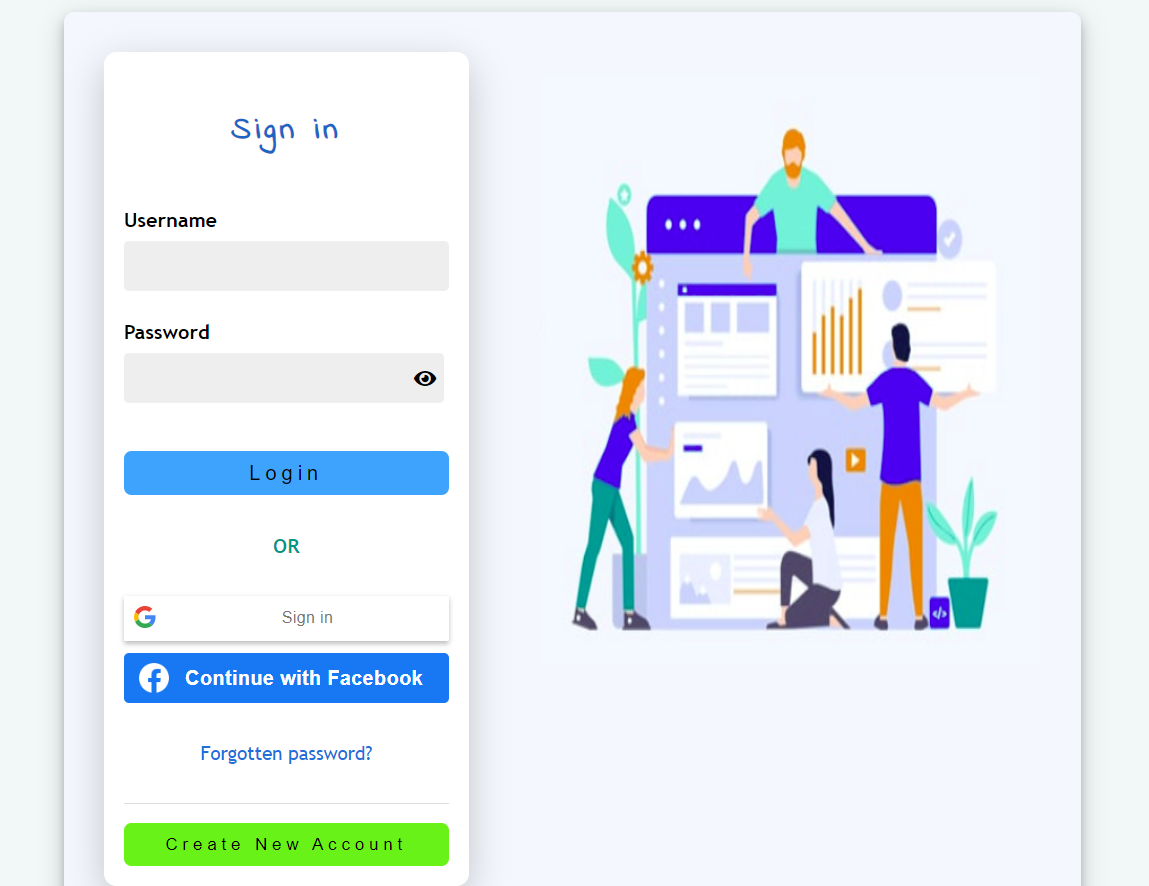 Sign in
Username
Password
Login
OR
Sign in
Continue with Facebook
Forgotten password?
Create New Account